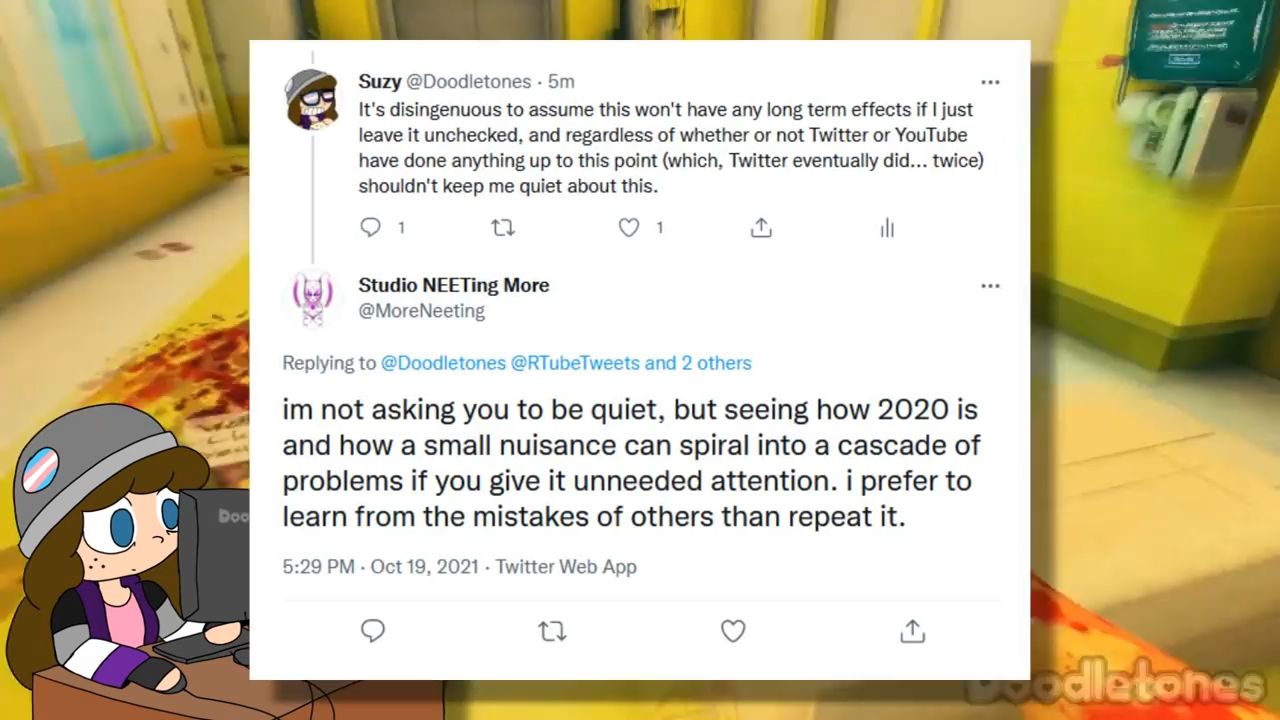 Suzy @Doodletones · 5m
It's disingenuous to assume this won't have any long term effects if I just
leave it unchecked, and regardless of whether or not Twitter or YouTube
have done anything up to this point (which, Twitter eventually did... twice)
shouldn't keep me quiet about this.
1 1
Studio NEETing More
@MoreNeeting
Replying to @Doodletones @RTubeTweets and 2 others
im not asking you to be quiet, but seeing how 2020 is
and how a small nuisance can spiral into a cascade of
problems if you give it unneeded attention. i prefer to
learn from the mistakes of others than repeat it.
5:29 PM · Oct 19, 2021 · Twitter Web App
Doo
Doodletones